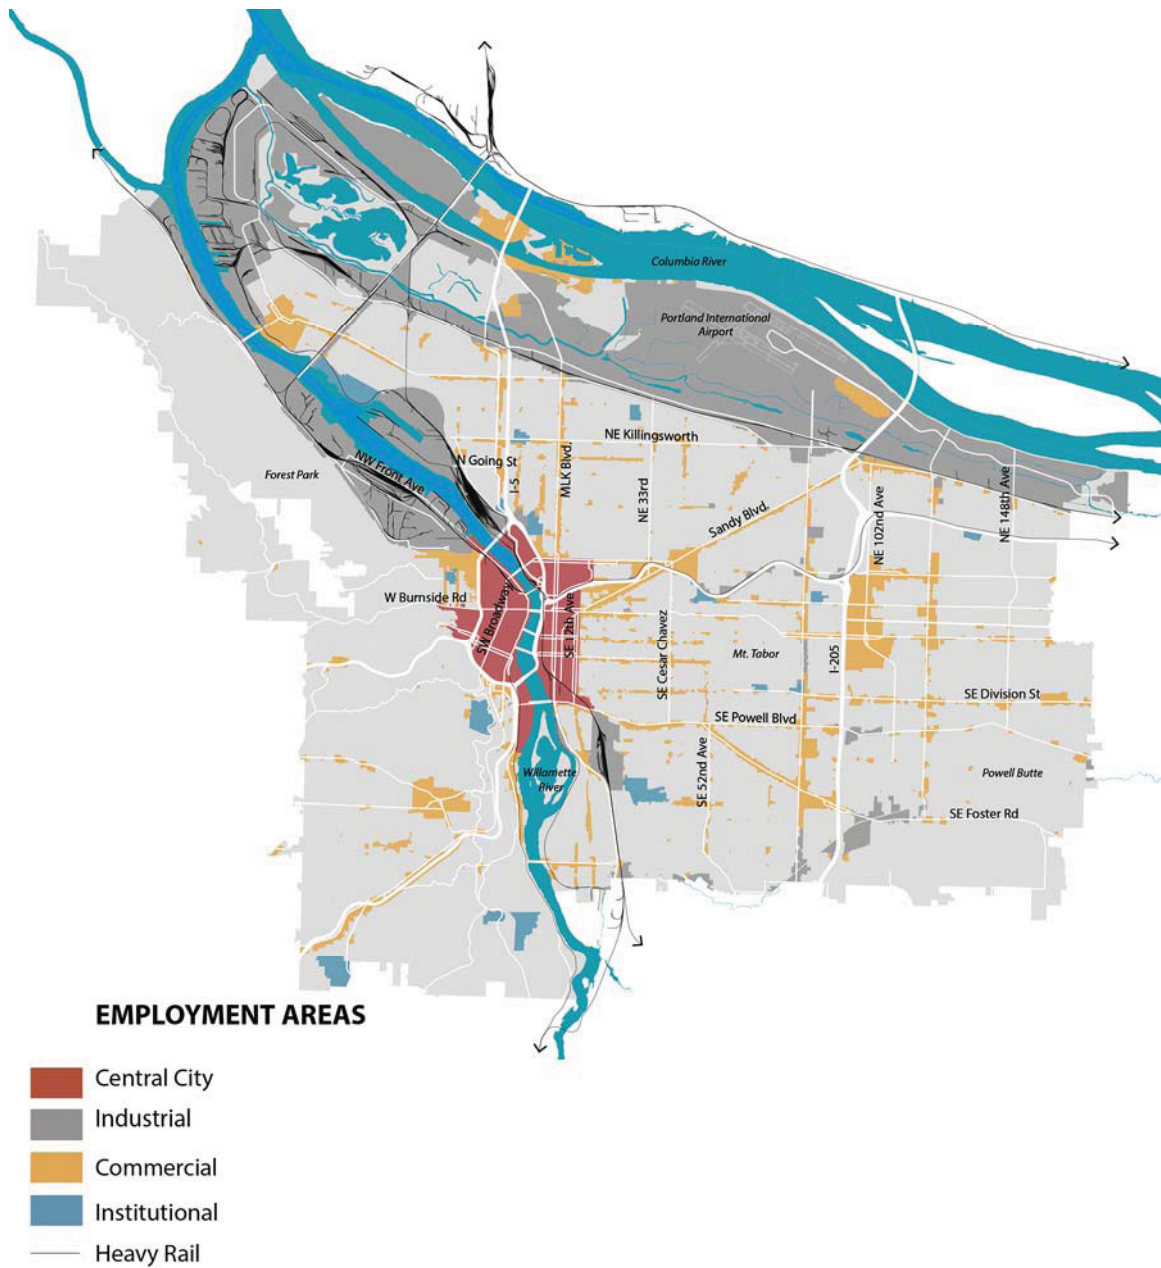 Columbia River
Portland International
Airport
NE Killingsworth
N Going St
NW Front Ave
Forest Park
I-5
MLK Blvd.
NE 33rd
Sandy Blvd.
NE 102nd Ave
NE 148th Ave
W Burnside Rd
SW Broadway
SE 12th Ave
SE Cesar Chavez
Mt. Tabor
I-205
SE Division St
SE Powell Blvd
SE 52nd Ave
Willamette
River
Powell Butte
SE Foster Rd
EMPLOYMENT AREAS
Central City
Industrial
Commercial
Institutional
Heavy Rail